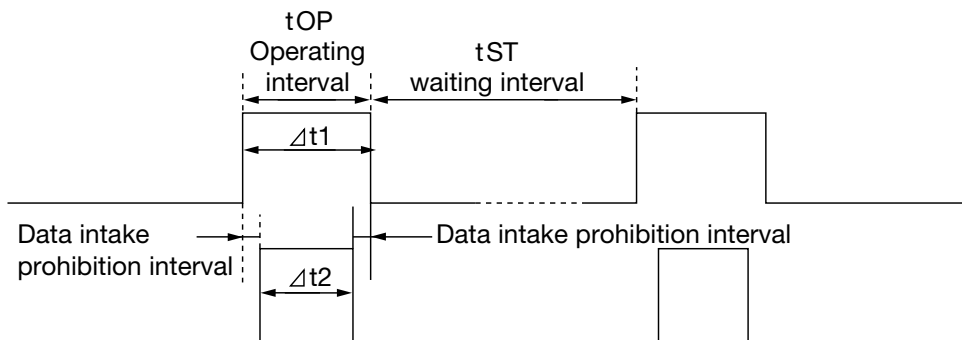 tOP
Operating
interval
tST
waiting interval
⊿t1
Data intake
prohibition interval
Data intake prohibition interval
⊿t2